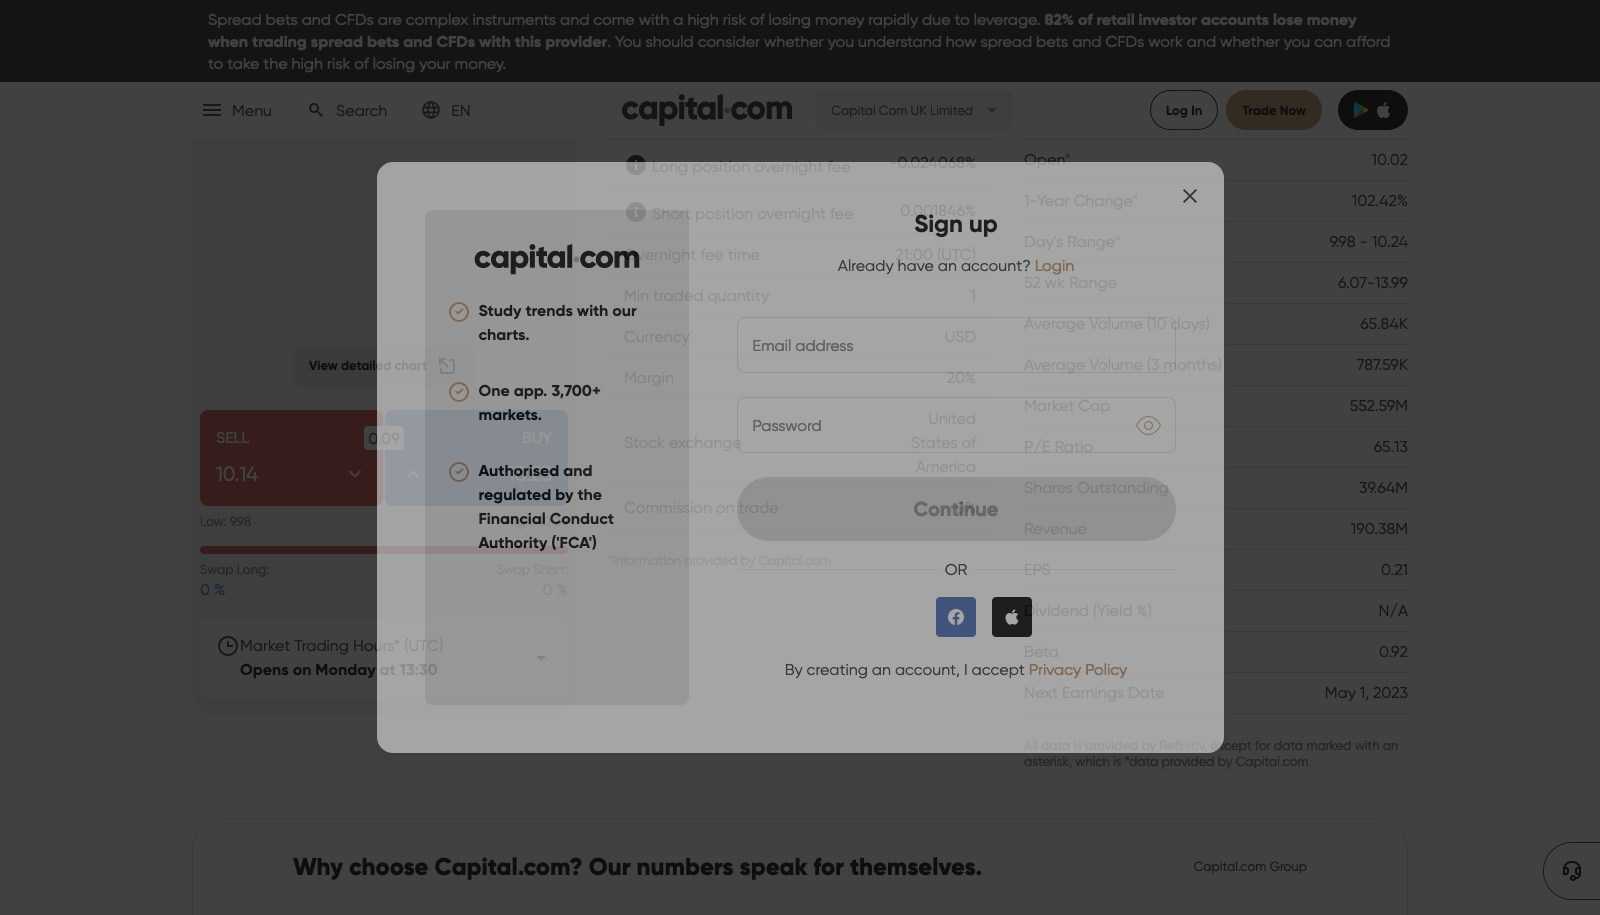 Spread bets and CFDs are complex instruments and come with a high risk of losing money rapidly due to leverage. 82% of retail investor accounts lose money
when trading spread bets and CFDs with this provider. You should consider whether you understand how spread bets and CFDs work and whether you can afford
to take the high risk of losing your money.
Menu
Search
EN
capital.com
Capital Com UK Limited
Log In
Trade Now
View detailed chart
SELL
10.14
0.09
BUY
Low: 9.98
Swap Long:
0 %
Swap Short:
0 %
Market Trading Hours* (UTC)
Opens on Monday at 13:30
Long position overnight fee -0.024068%
Short position overnight fee 0.001846%
Overnight fee time 21:00 (UTC)
Min traded quantity 1
Currency USD
Margin 20%
Stock exchange United
States of
America
Commission on trade
*Information provided by Capital.com
Open* 10.02
1-Year Change* 102.42%
Day's Range* 9.98 - 10.24
52 wk Range 6.07-13.99
Average Volume (10 days) 65.84K
Average Volume (3 months) 787.59K
Market Cap 552.59M
P/E Ratio 65.13
Shares Outstanding 39.64M
Revenue 190.38M
EPS 0.21
Dividend (Yield %) N/A
Beta 0.92
Next Earnings Date May 1, 2023
All data is provided by Refinitiv, except for data marked with an
asterisk, which is *data provided by Capital.com
capital.com
Study trends with our
charts.
One app. 3,700+
markets.
Authorised and
regulated by the
Financial Conduct
Authority ('FCA')
Sign up
Already have an account? Login
Email address
Password
Continue
OR
By creating an account, I accept Privacy Policy
Why choose Capital.com? Our numbers speak for themselves.
Capital.com Group